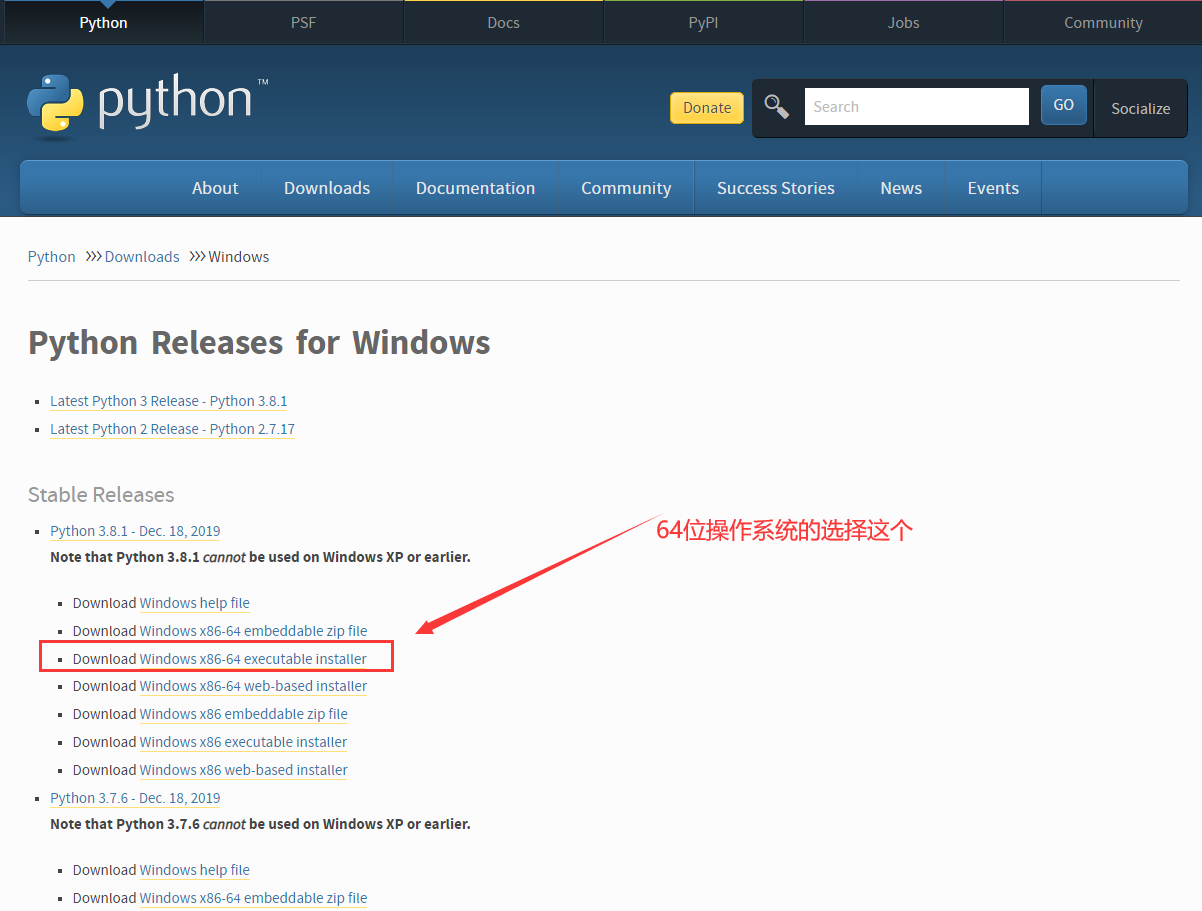 Python PSF Docs PyPI Jobs Community
python™ Donate Search GO Socialize
About Downloads Documentation Community Success Stories News Events
Python >>> Downloads >>> Windows
Python Releases for Windows
Latest Python 3 Release - Python 3.8.1
Latest Python 2 Release - Python 2.7.17
Stable Releases
Python 3.8.1 - Dec. 18, 2019
64位操作系统的选择这个
Note that Python 3.8.1 cannot be used on Windows XP or earlier.
Download Windows help file
Download Windows x86-64 embeddable zip file
Download Windows x86-64 executable installer
Download Windows x86-64 web-based installer
Download Windows x86 embeddable zip file
Download Windows x86 executable installer
Download Windows x86 web-based installer
Python 3.7.6 - Dec. 18, 2019
Note that Python 3.7.6 cannot be used on Windows XP or earlier.
Download Windows help file
Download Windows x86-64 embeddable zip file